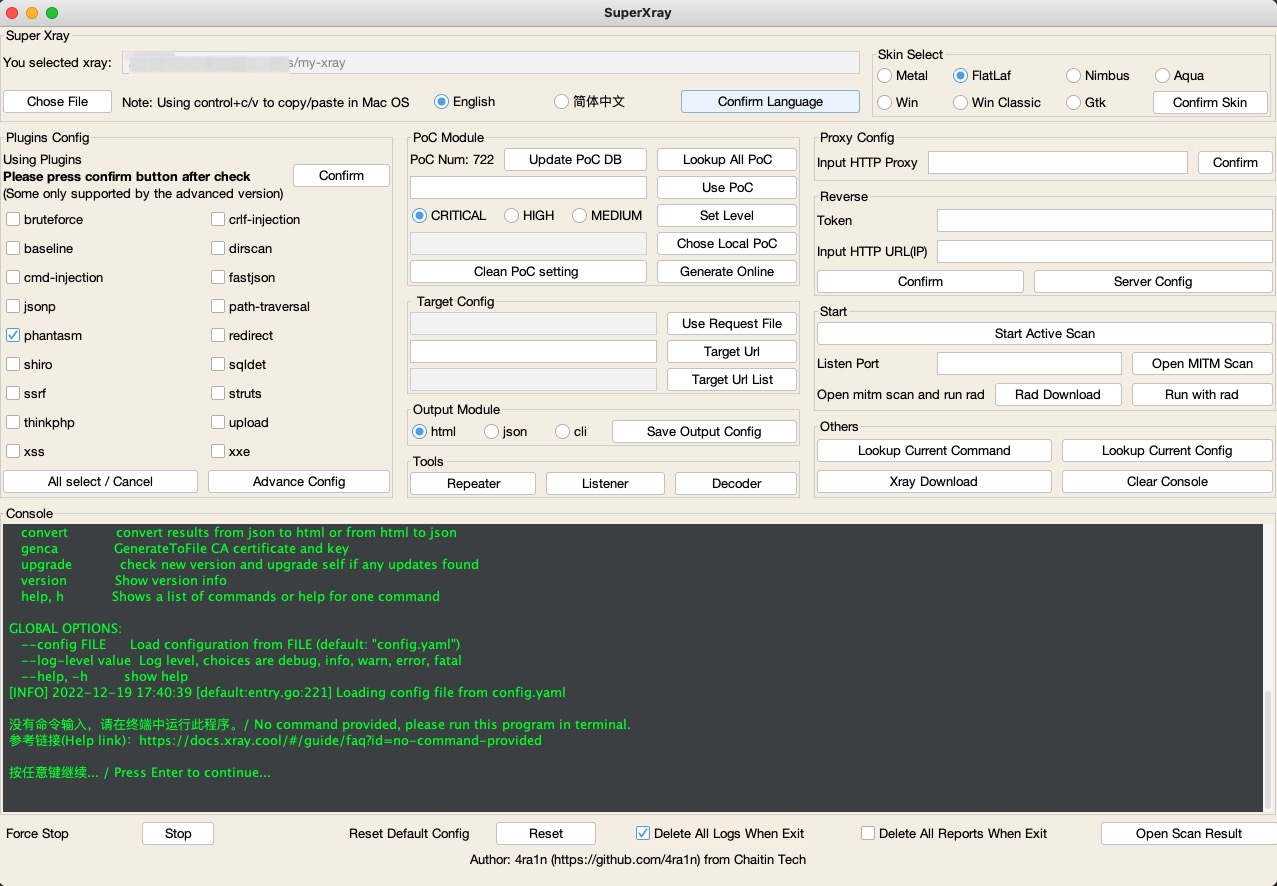 SuperXray
Super Xray
You selected xray:
s/my-xray
Chose File
Note: Using control+c/v to copy/paste in Mac OS
English
简体中文
Confirm Language
Skin Select
Metal
FlatLaf
Nimbus
Aqua
Win
Win Classic
Gtk
Confirm Skin
Plugins Config
Using Plugins
Please press confirm button after check
(Some only supported by the advanced version)
Confirm
bruteforce
crlf-injection
baseline
dirscan
cmd-injection
fastjson
jsonp
path-traversal
phantasm
redirect
shiro
sqldet
ssrf
struts
thinkphp
upload
xss
xxe
All select / Cancel
Advance Config
PoC Module
PoC Num: 722
Update PoC DB
Lookup All PoC
Use PoC
CRITICAL
HIGH
MEDIUM
Set Level
Chose Local PoC
Clean PoC setting
Generate Online
Target Config
Use Request File
Target Url
Target Url List
Output Module
html
json
cli
Save Output Config
Tools
Repeater
Listener
Decoder
Proxy Config
Input HTTP Proxy
Confirm
Reverse
Token
Input HTTP URL(IP)
Confirm
Server Config
Start
Start Active Scan
Listen Port
Open MITM Scan
Open mitm scan and run rad
Rad Download
Run with rad
Others
Lookup Current Command
Lookup Current Config
Xray Download
Clear Console
Console
convert convert results from json to html or from html to json
genca GenerateToFile CA certificate and key
upgrade check new version and upgrade self if any updates found
version Show version info
help, h Shows a list of commands or help for one command
GLOBAL OPTIONS:
--config FILE Load configuration from FILE (default: "config.yaml")
--log-level value Log level, choices are debug, info, warn, error, fatal
--help, -h show help
[INFO] 2022-12-19 17:40:39 [default:entry.go:221] Loading config file from config.yaml
没有命令输入，请在终端中运行此程序。/ No command provided, please run this program in terminal.
参考链接(Help link)：https://docs.xray.cool/#/guide/faq?id=no-command-provided
按任意键继续... / Press Enter to continue...
Force Stop
Stop
Reset Default Config
Reset
Delete All Logs When Exit
Delete All Reports When Exit
Open Scan Result
Author: 4ra1n (https://github.com/4ra1n) from Chaitin Tech